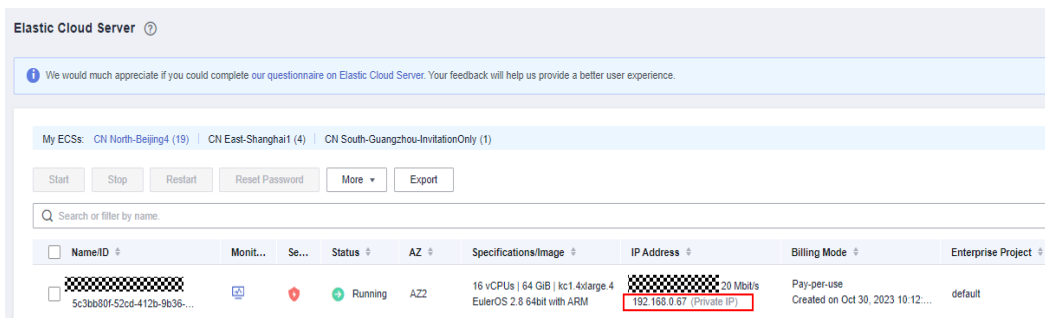 Elastic Cloud Server ?
We would much appreciate if you could complete our questionnaire on Elastic Cloud Server. Your feedback will help us provide a better user experience.
My ECSs: CN North-Beijing4 (19) | CN East-Shanghai1 (4) | CN South-Guangzhou-InvitationOnly (1)
Start Stop Restart Reset Password More Export
Search or filter by name.
Name/ID Monit... Se... Status AZ Specifications/Image IP Address Billing Mode Enterprise Project
5c3bb80f-52cd-412b-9b36-... Running AZ2 16 vCPUs | 64 GiB | kc1.4xlarge.4 20 Mbit/s Pay-per-use default
EulerOS 2.8 64bit with ARM 192.168.0.67 (Private IP) Created on Oct 30, 2023 10:12:...